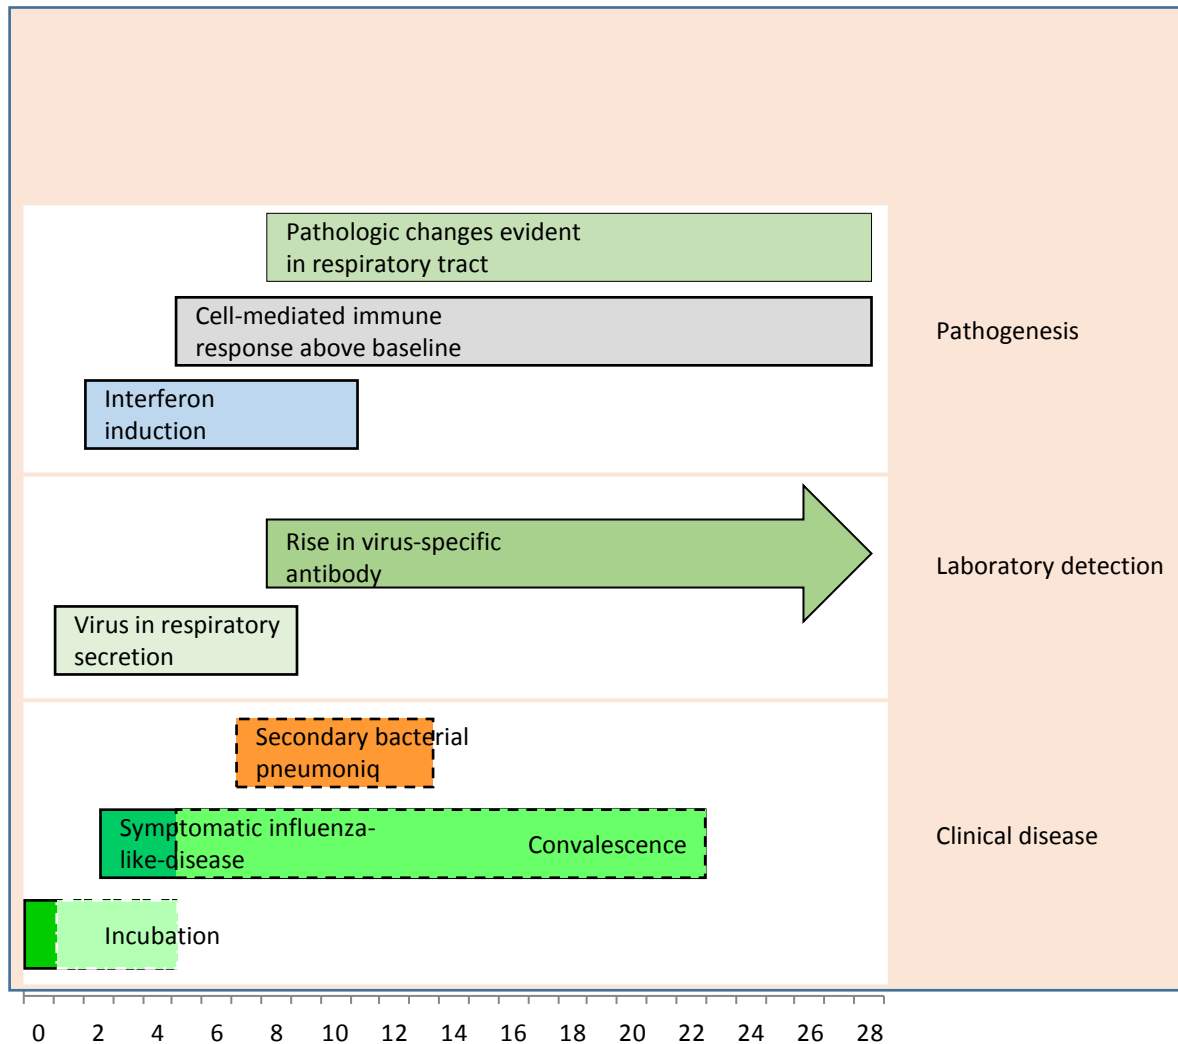 Pathologic changes evident
in respiratory tract
Cell-mediated immune
response above baseline
Pathogenesis
Interferon
induction
Rise in virus-specific
antibody
Laboratory detection
Virus in respiratory
secretion
Secondary bacterial
pneumoniq
Symptomatic influenza-
like-disease
Convalescence
Clinical disease
Incubation
0 2 4 6 8 10 12 14 16 18 20 22 24 26 28